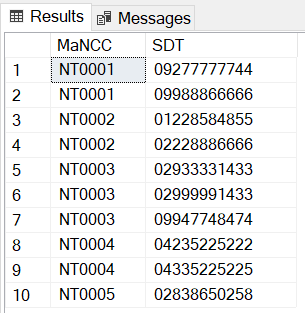 Results Messages
MaNCC SDT
1 NT0001 09277777744
2 NT0001 09988866666
3 NT0002 01228584855
4 NT0002 02228886666
5 NT0003 02933331433
6 NT0003 02999991433
7 NT0003 09947748474
8 NT0004 04235225222
9 NT0004 04335225225
10 NT0005 02838650258